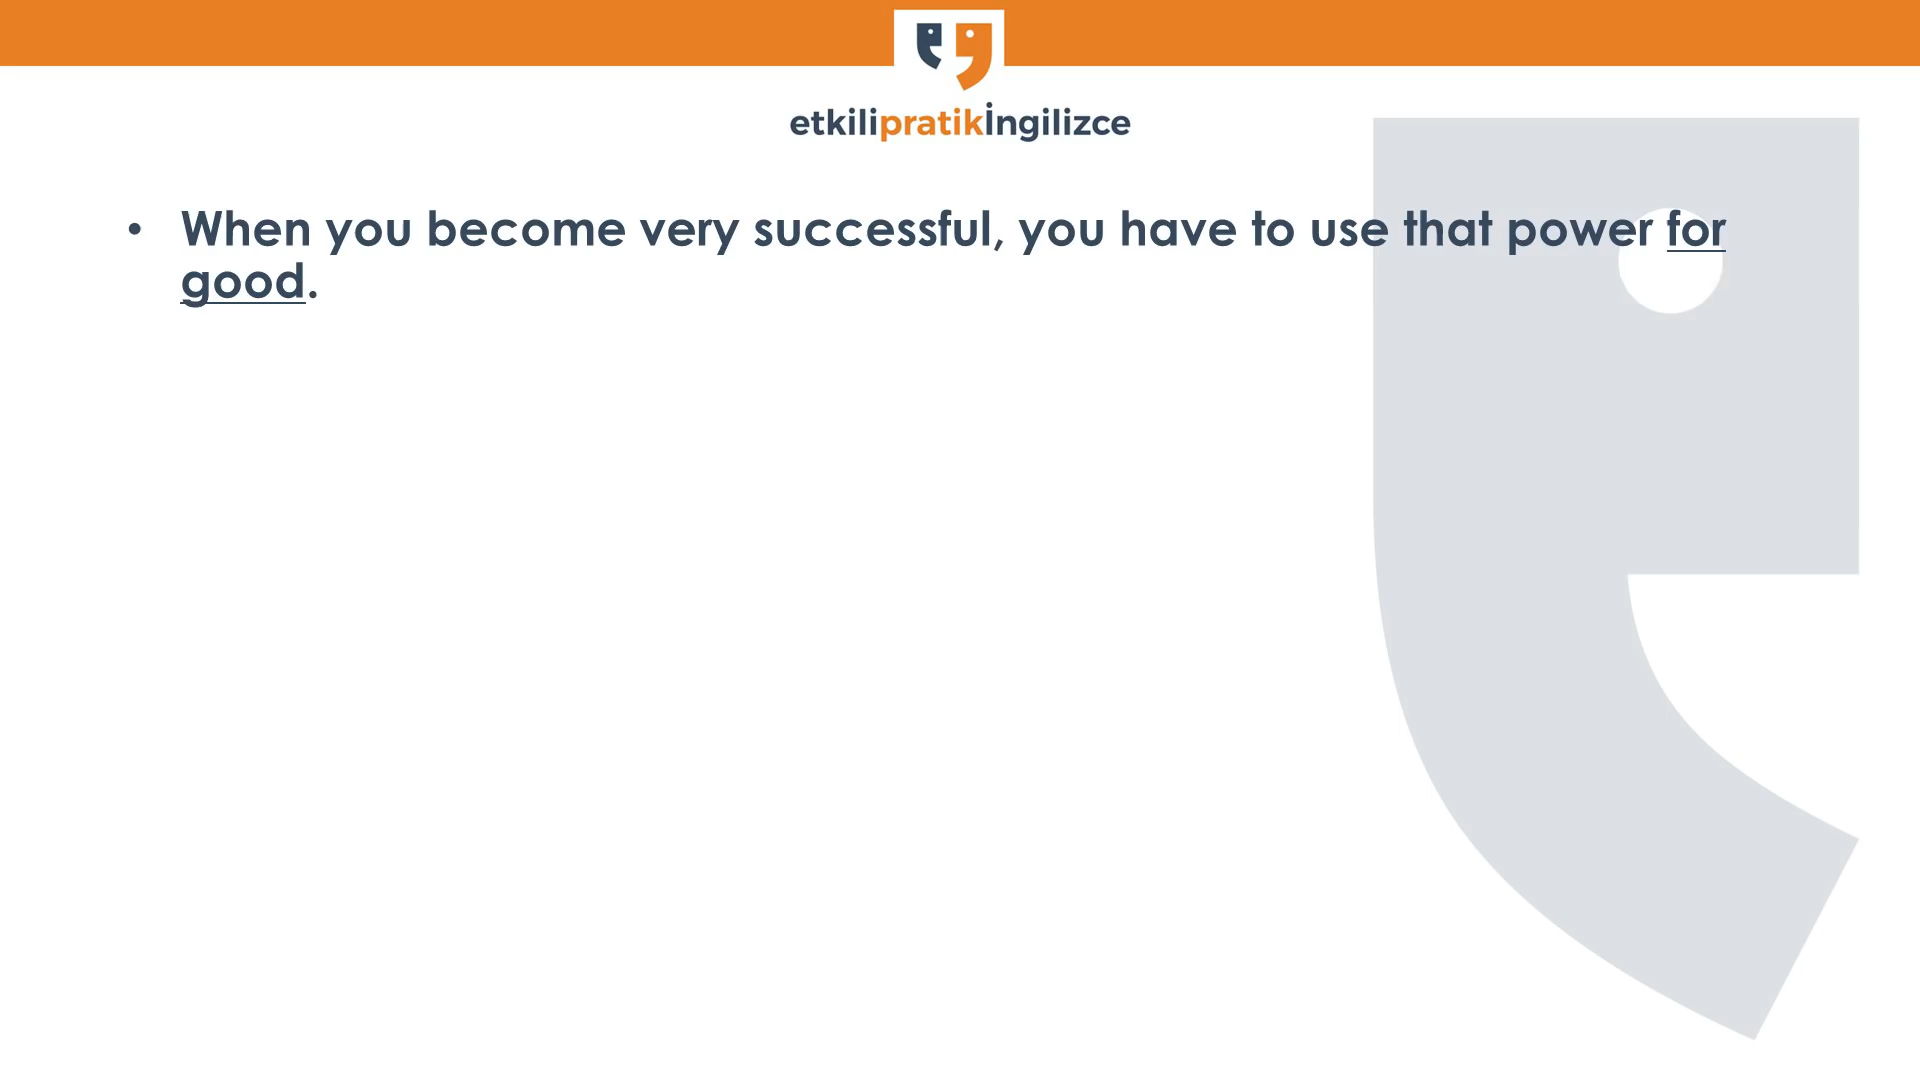 etkilipratikİngilizce
• When you become very successful, you have to use that power for
good.